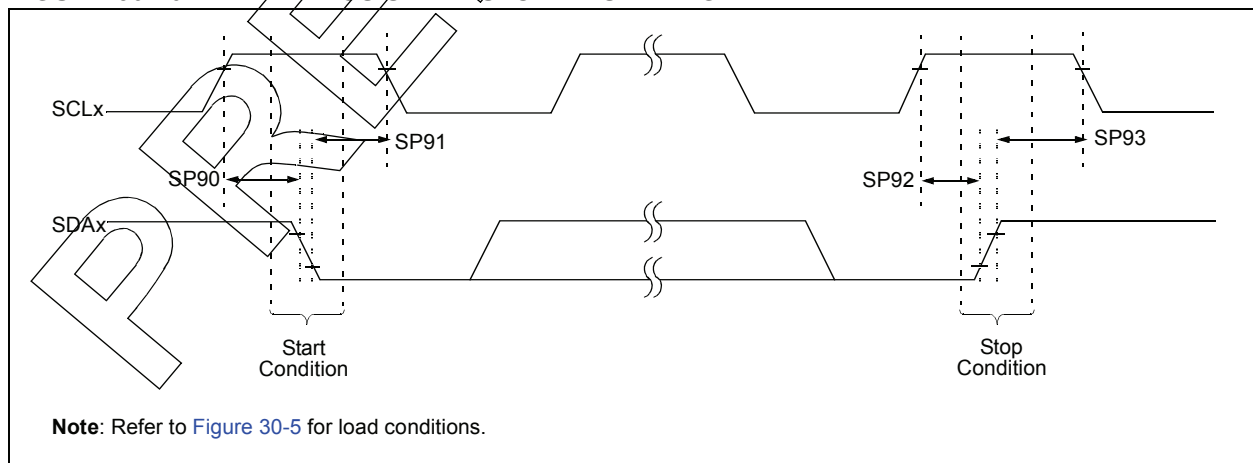 SCLx
SP91
SP93
SP90
SP92
SDAx
Start
Condition
Stop
Condition
Note: Refer to Figure 30-5 for load conditions.